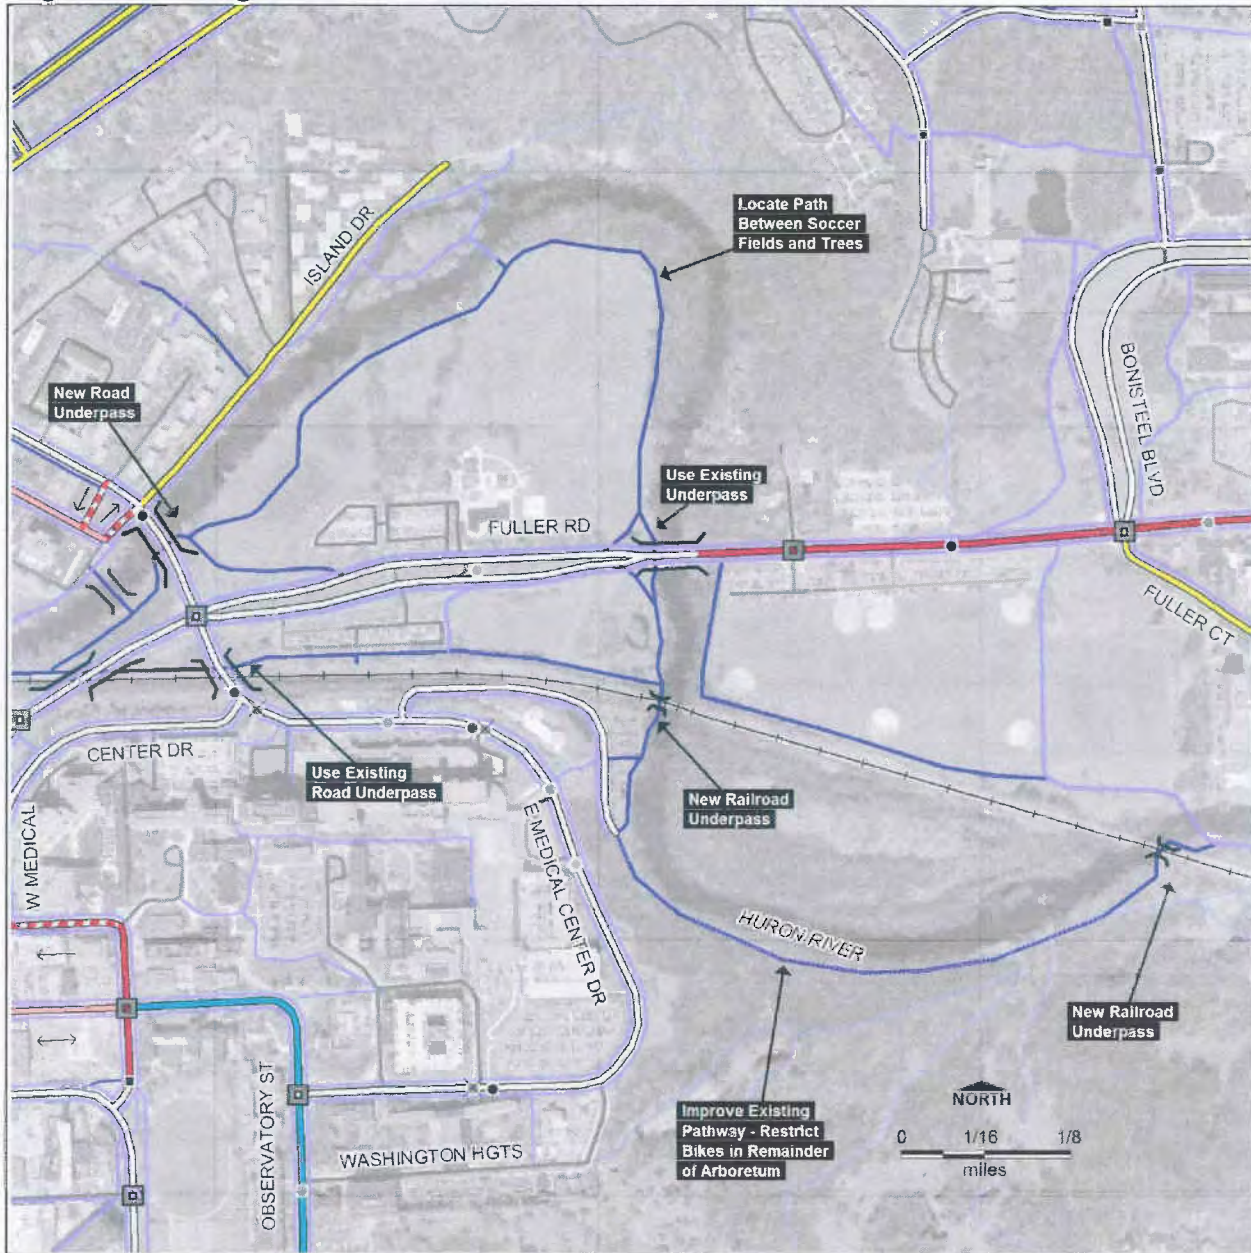 Locate Path
Between Soccer
Fields and Trees
ISLAND DR
New Road
Underpass
BONISTEEL BLVD
Use Existing
Underpass
FULLER RD
FULLER CT
CENTER DR
Use Existing
Road Underpass
New Railroad
Underpass
W MEDICAL
E MEDICAL CENTER DR
HURON RIVER
New Railroad
Underpass
OBSERVATORY ST
NORTH
Improve Existing
Pathway - Restrict
Bikes in Remainder
of Arboretum
0 1/16 1/8
miles
WASHINGTON HGTS